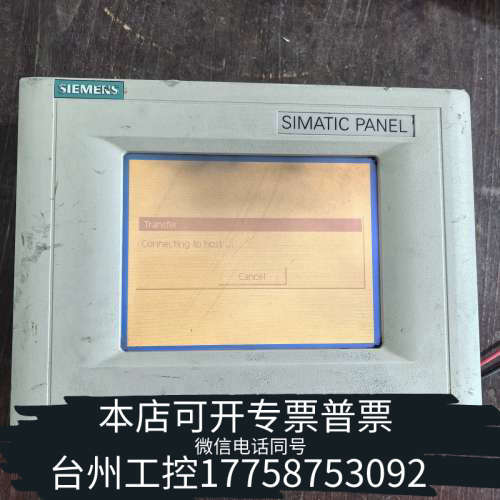 SIEMENS
SIMATIC PANEL
Transfer
Connecting to host ...
Cancel
本店可开专票普票
微信电话同号
台州工控17758753092